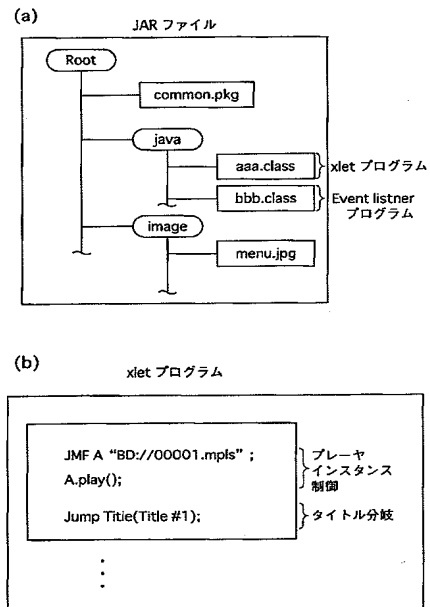 (a)
JAR ファイル
Root
common.pkg
java
aaa.class
xlet プログラム
bbb.class
Event listner
プログラム
image
menu.jpg
(b)
xlet プログラム
JMF A “BD://00001.mpls” ;
プレーヤ
インスタンス
制御
A.play();
Jump Title(Title #1);
タイトル分岐